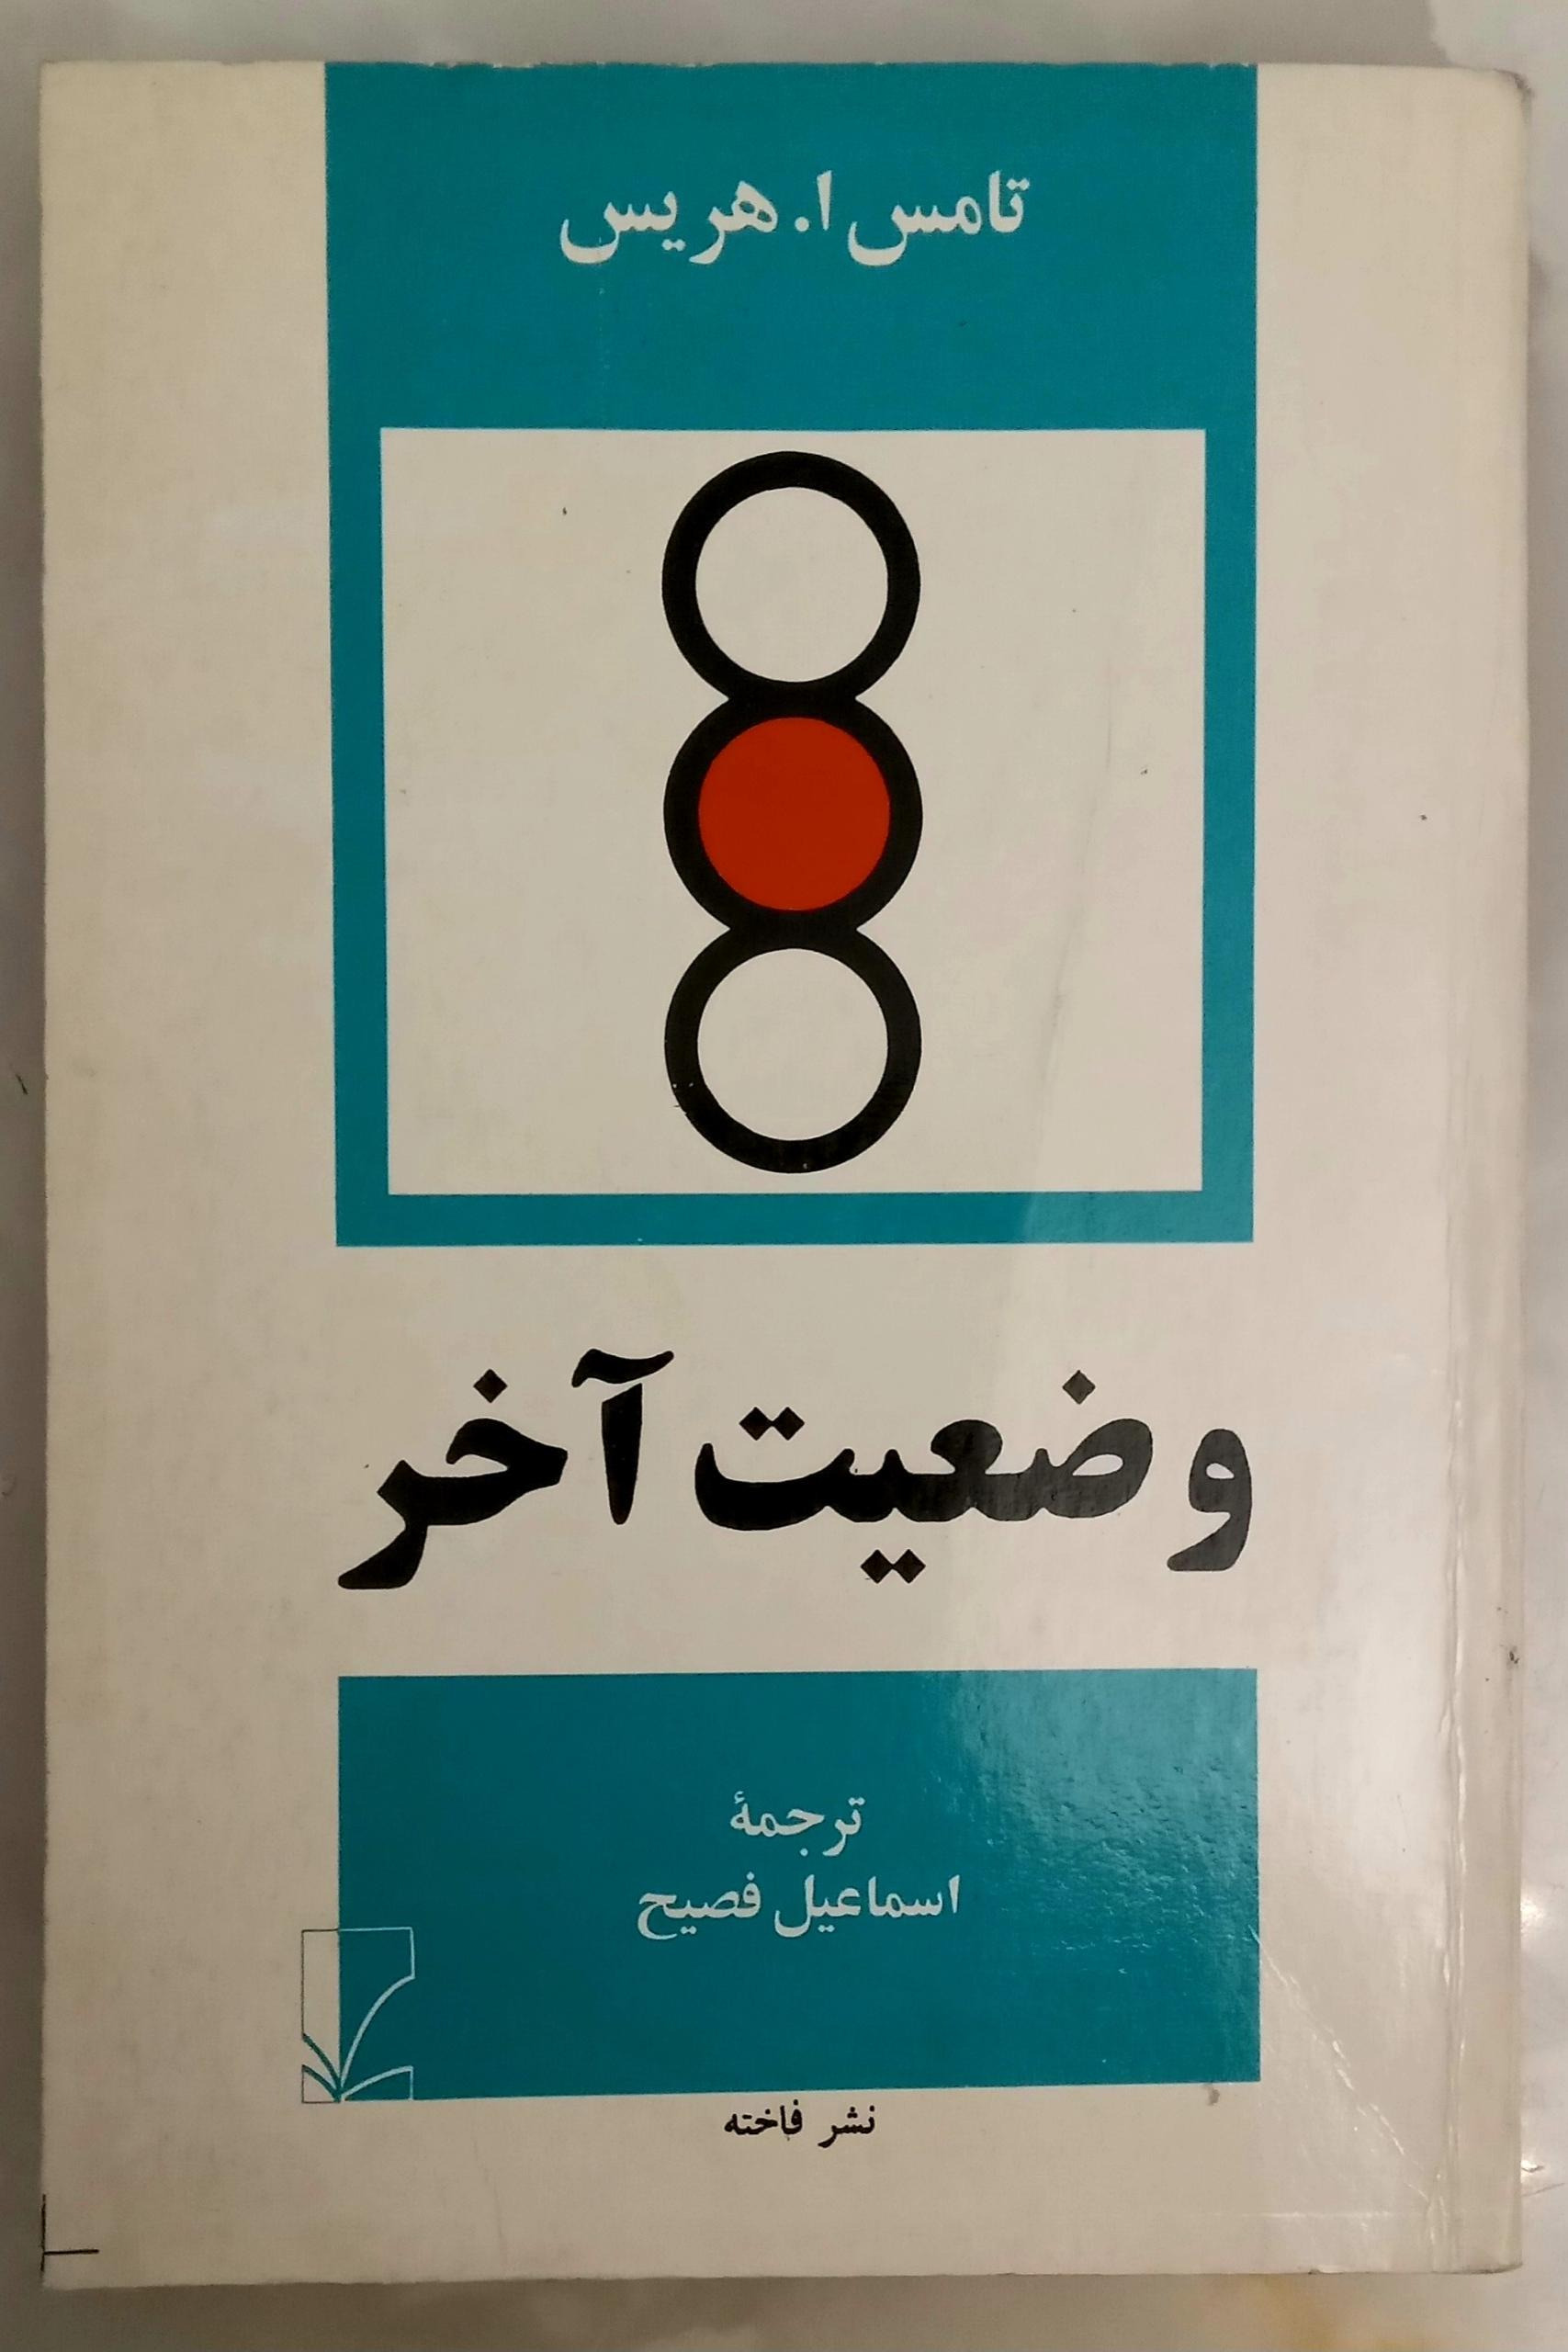 تامس ا. هریس
وضعیت آخر
ترجمهٔ
اسماعیل فصیح
نشر فاخته